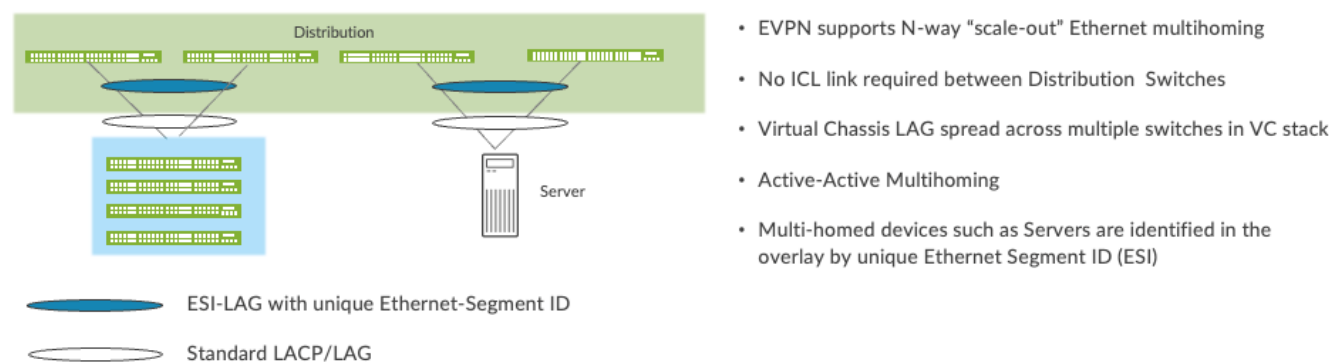 Distribution
Server
ESI-LAG with unique Ethernet-Segment ID
Standard LACP/LAG
• EVPN supports N-way “scale-out” Ethernet multihoming
• No ICL link required between Distribution Switches
• Virtual Chassis LAG spread across multiple switches in VC stack
• Active-Active Multihoming
• Multi-homed devices such as Servers are identified in the
overlay by unique Ethernet Segment ID (ESI)